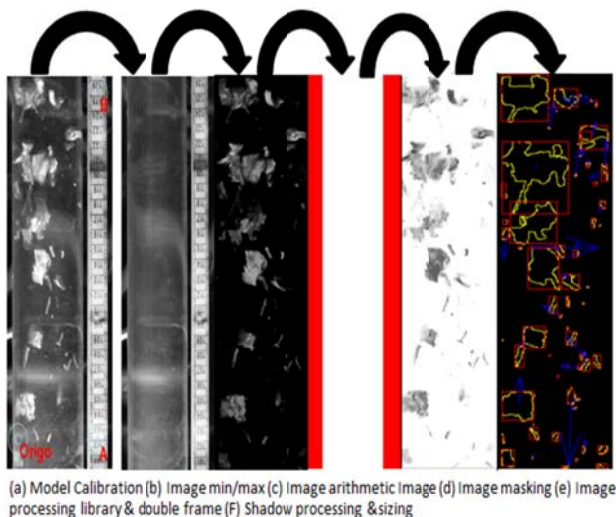 B
Origo A
(a) Model Calibration (b) Image min/max (c) Image arithmetic Image (d) Image masking (e) Image
processing library & double frame (F) Shadow processing & sizing